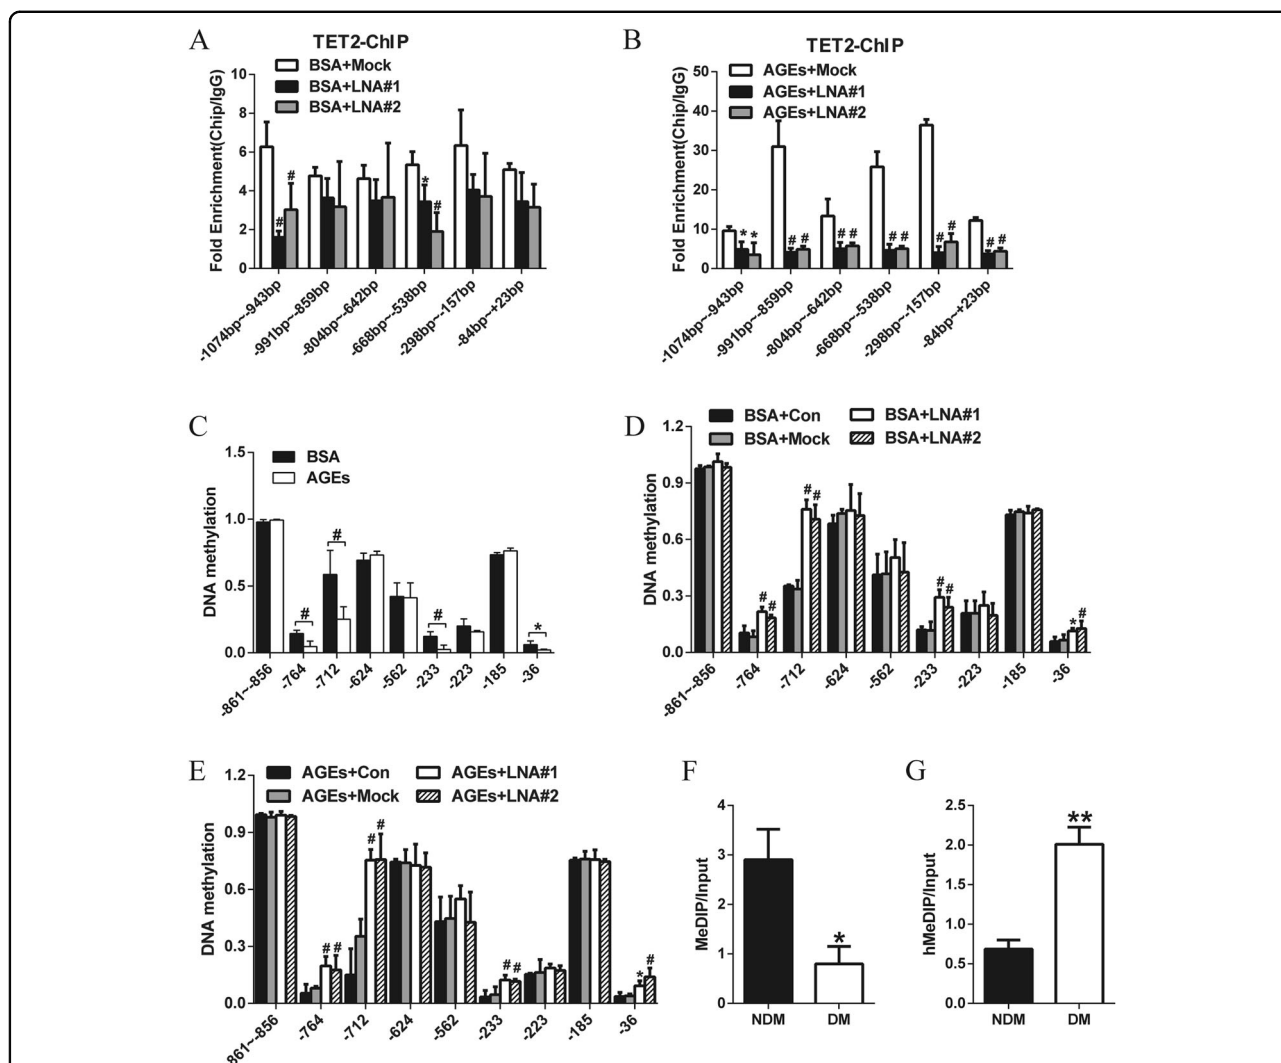 A
TET2-ChIP
BSA+Mock
BSA+LNA#1
BSA+LNA#2
Fold Enrichment(Chip/IgG)
10
8
6
4
2
0
# # * #
-1074bp~-943bp
-991bp~-859bp
-804bp~-642bp
-668bp~-538bp
-298bp~-157bp
-84bp~+23bp
B
TET2-ChIP
AGEs+Mock
AGEs+LNA#1
AGEs+LNA#2
Fold Enrichment(Chip/IgG)
50
40
30
20
10
0
* * # # # # # # # # # #
-1074bp~-943bp
-991bp~-859bp
-804bp~-642bp
-668bp~-538bp
-298bp~-157bp
-84bp~+23bp
C
BSA
AGEs
DNA methylation
1.5
1.0
0.5
0.0
# # # *
-861~-856
-764
-712
-624
-562
-233
-223
-185
-36
D
BSA+Con
BSA+LNA#1
BSA+Mock
BSA+LNA#2
DNA methylation
1.2
0.9
0.6
0.3
0.0
# # # # # # * #
-861~-856
-764
-712
-624
-562
-233
-223
-185
-36
E
AGEs+Con
AGEs+LNA#1
AGEs+Mock
AGEs+LNA#2
DNA methylation
1.2
0.9
0.6
0.3
0.0
# # # # # # * #
861~-856
-764
-712
-624
-562
-233
-223
-185
-36
F
MeDIP/Input
4
3
2
1
0
*
NDM
DM
G
hMeDIP/Input
2.5
2.0
1.5
1.0
0.5
0.0
**
NDM
DM